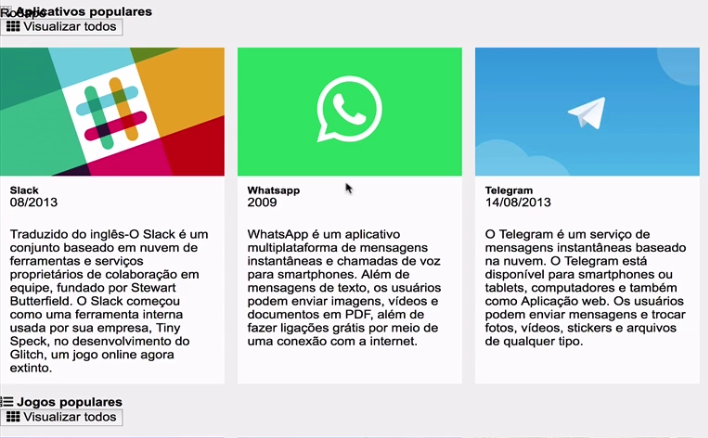 Aplicativos populares
Visualizar todos
Slack
08/2013
Traduzido do inglês-O Slack é um
conjunto baseado em nuvem de
ferramentas e serviços
proprietários de colaboração em
equipe, fundado por Stewart
Butterfield. O Slack começou
como uma ferramenta interna
usada por sua empresa, Tiny
Speck, no desenvolvimento do
Glitch, um jogo online agora
extinto.
Whatsapp
2009
WhatsApp é um aplicativo
multiplataforma de mensagens
instantâneas e chamadas de voz
para smartphones. Além de
mensagens de texto, os usuários
podem enviar imagens, vídeos e
documentos em PDF, além de
fazer ligações grátis por meio de
uma conexão com a internet.
Telegram
14/08/2013
O Telegram é um serviço de
mensagens instantâneas baseado
na nuvem. O Telegram está
disponível para smartphones ou
tablets, computadores e também
como Aplicação web. Os usuários
podem enviar mensagens e trocar
fotos, vídeos, stickers e arquivos
de qualquer tipo.
Jogos populares
Visualizar todos